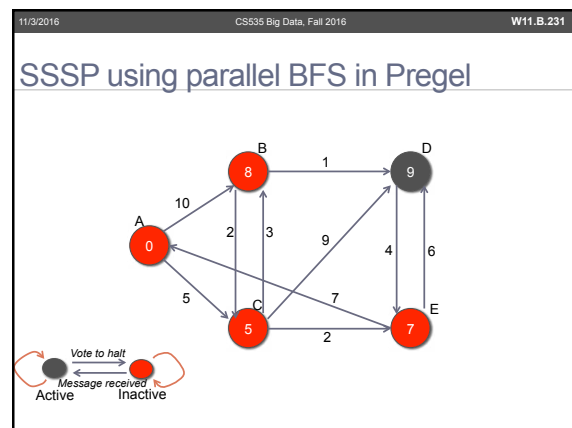 11/3/2016 CS535 Big Data, Fall 2016 W11.B.231
SSSP using parallel BFS in Pregel
B
D
8
1
9
10
A
2
3
9
4
6
0
5
7
C
E
5
2
7
Vote to halt
Message received
Active Inactive